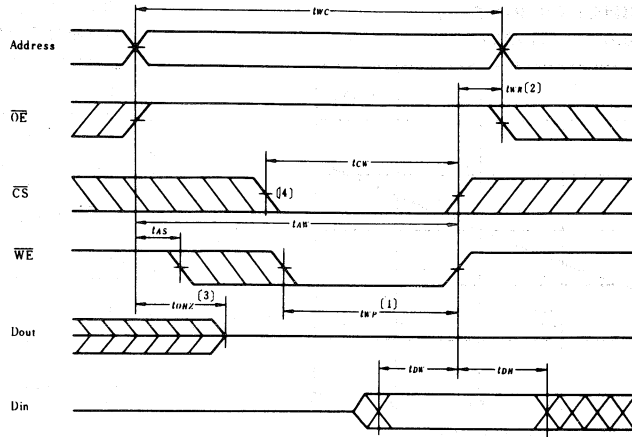 tWC
Address
tWR(2)
OE
tCW
CS
(4)
tAW
tAS
WE
(3)
(1)
tOHZ
tWP
Dout
tDW
tDH
Din